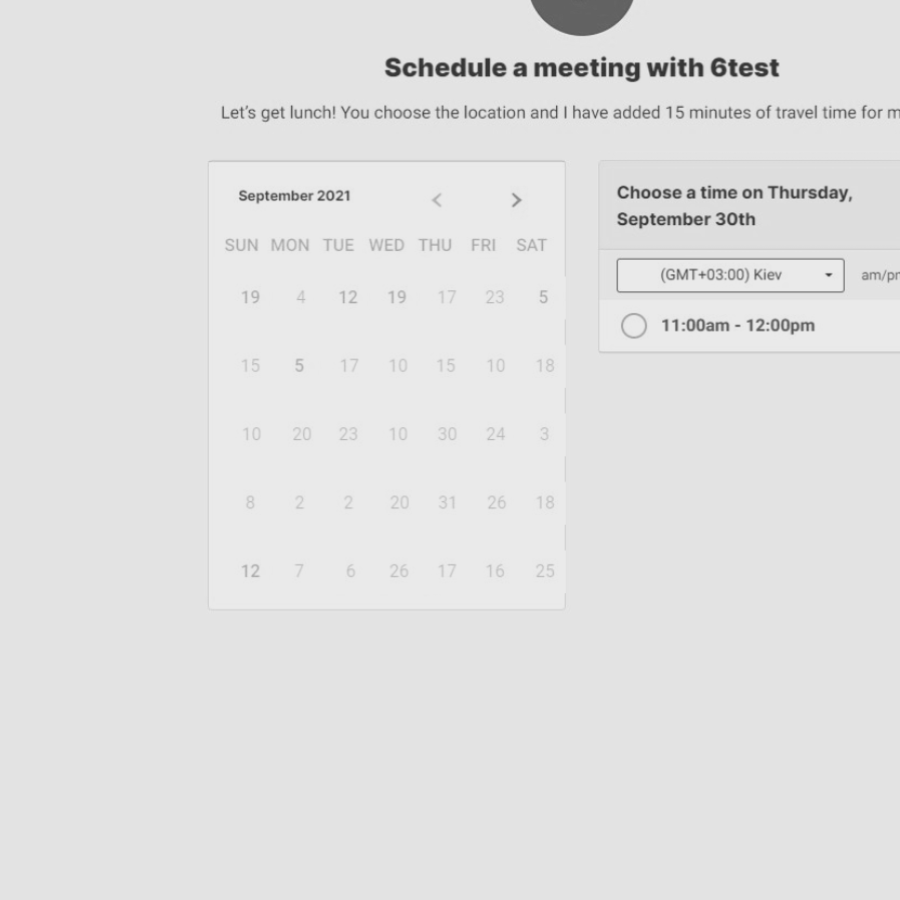 Schedule a meeting with 6test
Let's get lunch! You choose the location and I have added 15 minutes of travel time for m
September 2021
SUN MON TUE WED THU FRI SAT
19 4 12 19 17 23 5
15 5 17 10 15 10 18
10 20 23 10 30 24 3
8 2 2 20 31 26 18
12 7 6 26 17 16 25
Choose a time on Thursday,
September 30th
(GMT+03:00) Kiev am/pm
11:00am - 12:00pm